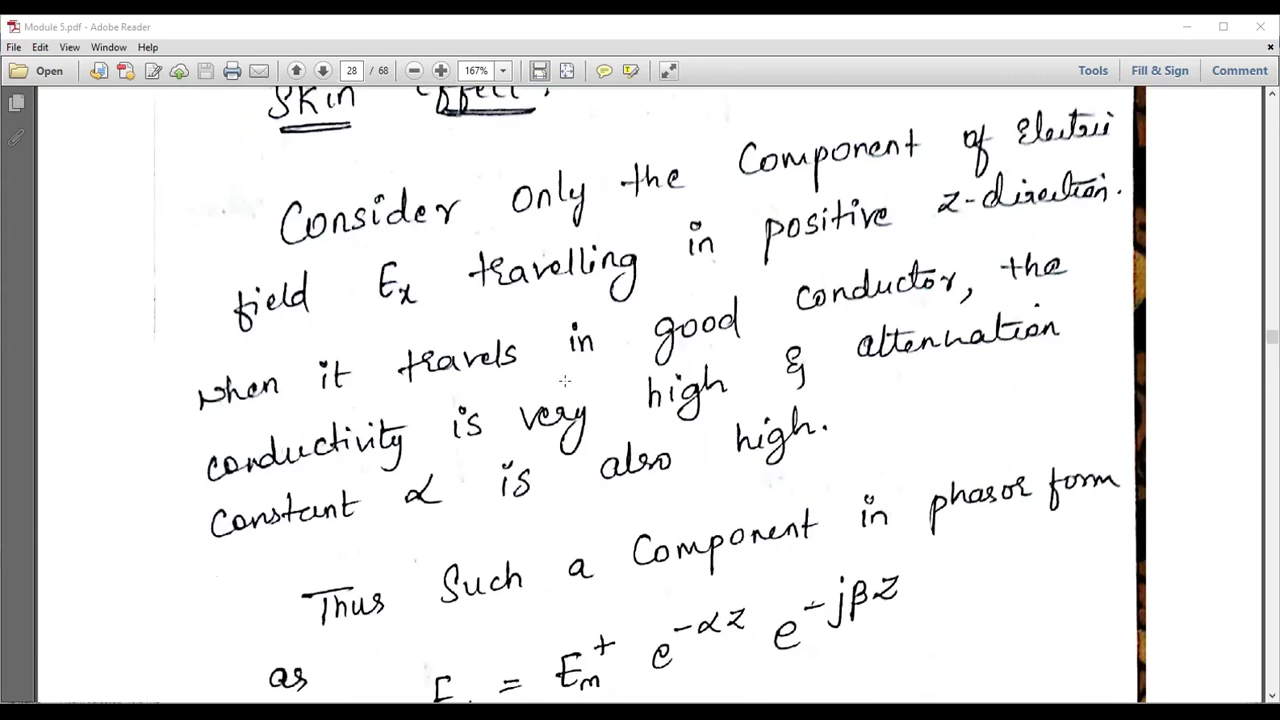 Module 5.pdf - Adobe Reader
File Edit View Window Help
Open 28 / 68 167% Tools Fill & Sign Comment
Skin Effect.
Consider only the component of Electric
field Ex travelling in positive z-direction.
when it travels in good conductor, the
conductivity is very high & attenuation
constant α is also high.
Thus Such a Component in phasor form
as E = Em+ e-αz e-jβz